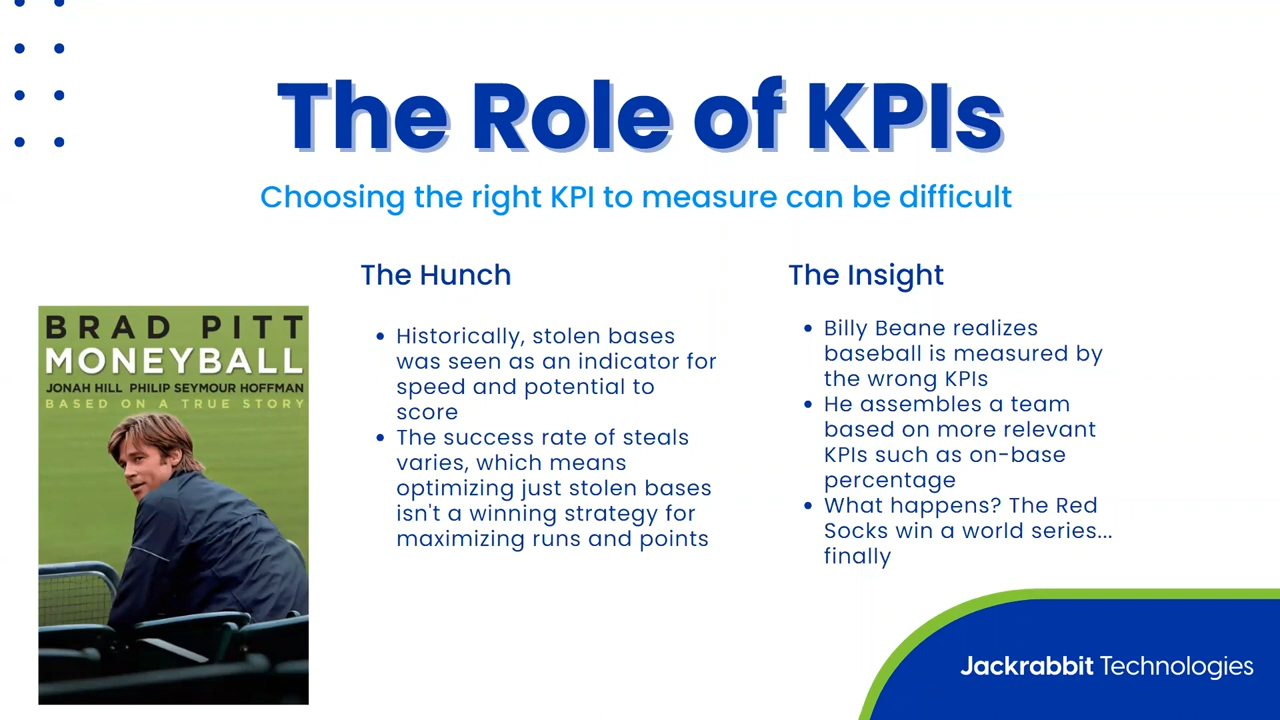 The Role of KPIs
Choosing the right KPI to measure can be difficult
BRAD PITT
MONEYBALL
JONAH HILL PHILIP SEYMOUR HOFFMAN
BASED ON A TRUE STORY
The Hunch
• Historically, stolen bases
was seen as an indicator for
speed and potential to
score
• The success rate of steals
varies, which means
optimizing just stolen bases
isn't a winning strategy for
maximizing runs and points
The Insight
• Billy Beane realizes
baseball is measured by
the wrong KPIs
• He assembles a team
based on more relevant
KPIs such as on-base
percentage
• What happens? The Red
Socks win a world series...
finally
Jackrabbit Technologies